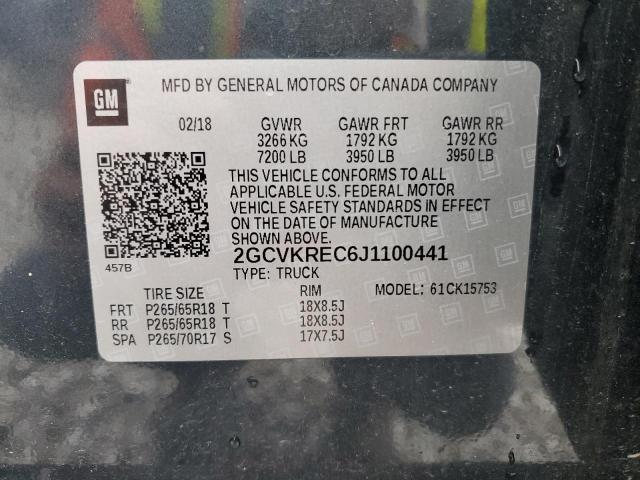 GM
MFD BY GENERAL MOTORS OF CANADA COMPANY
02/18 GVWR GAWR FRT GAWR RR
3266 KG 1792 KG 1792 KG
7200 LB 3950 LB 3950 LB
THIS VEHICLE CONFORMS TO ALL
APPLICABLE U.S. FEDERAL MOTOR
VEHICLE SAFETY STANDARDS IN EFFECT
ON THE DATE OF MANUFACTURE
SHOWN ABOVE.
2GCVKREC6J1100441
457B
TYPE: TRUCK
TIRE SIZE RIM MODEL: 61CK15753
FRT P265/65R18 T 18X8.5J
RR P265/65R18 T 18X8.5J
SPA P265/70R17 S 17X7.5J